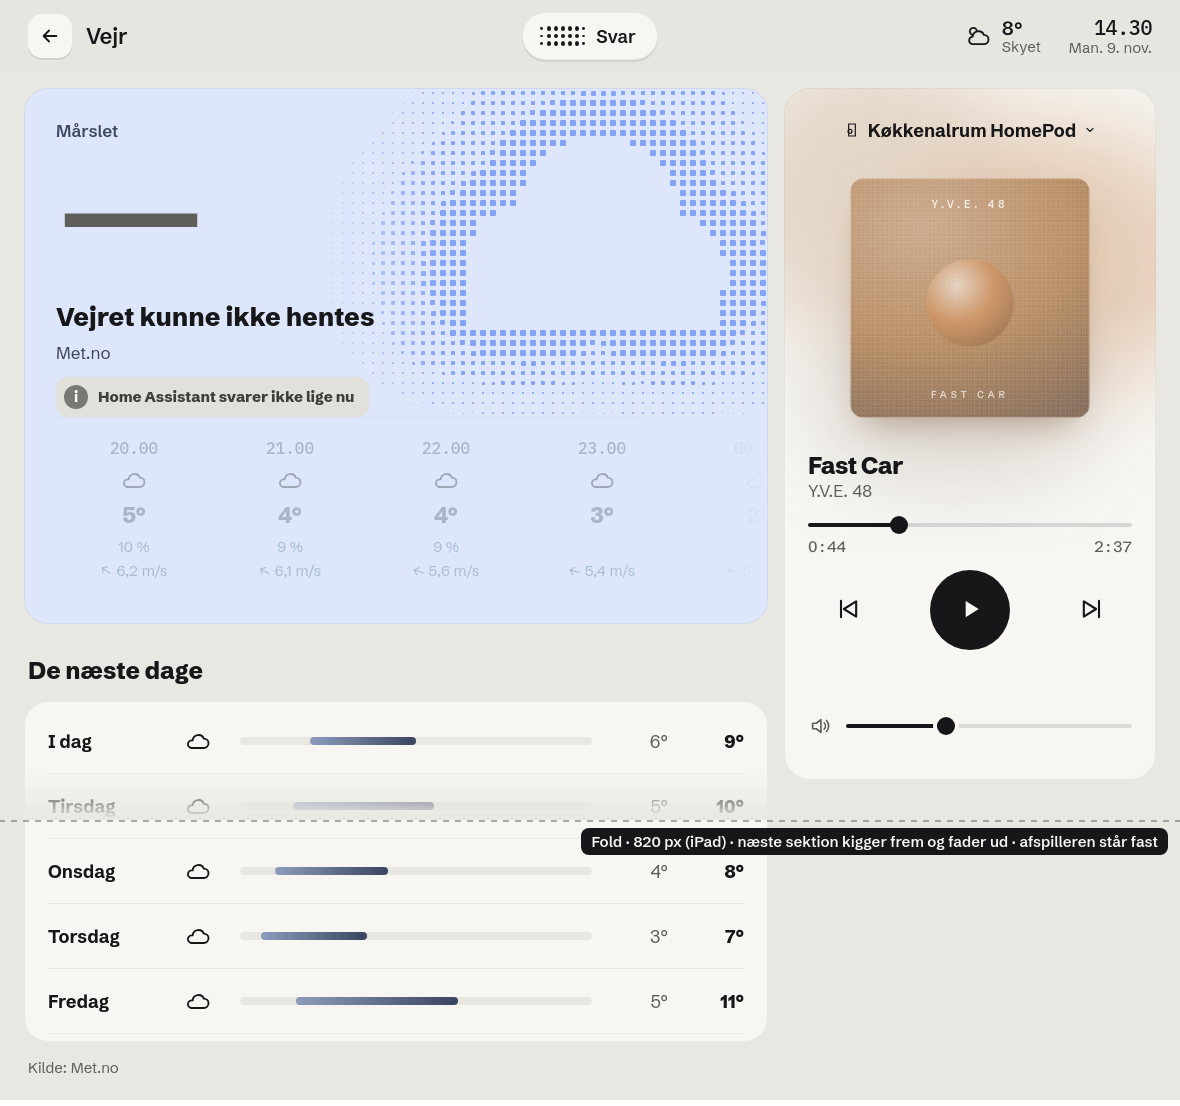 Vejr
Svar
8°
Skyet
14.30
Man. 9. nov.
Mårslet
Vejret kunne ikke hentes
Met.no
Home Assistant svarer ikke lige nu
20.00 21.00 22.00 23.00 00
5° 4° 4° 3° 2
10 % 9 % 9 %
6,2 m/s 6,1 m/s 5,6 m/s 5,4 m/s
Køkkenalrum HomePod
Y.V.E. 48
FAST CAR
Fast Car
Y.V.E. 48
0:44 2:37
De næste dage
I dag 6° 9°
Tirsdag 5° 10°
Fold · 820 px (iPad) · næste sektion kigger frem og fader ud · afspilleren står fast
Onsdag 4° 8°
Torsdag 3° 7°
Fredag 5° 11°
Kilde: Met.no